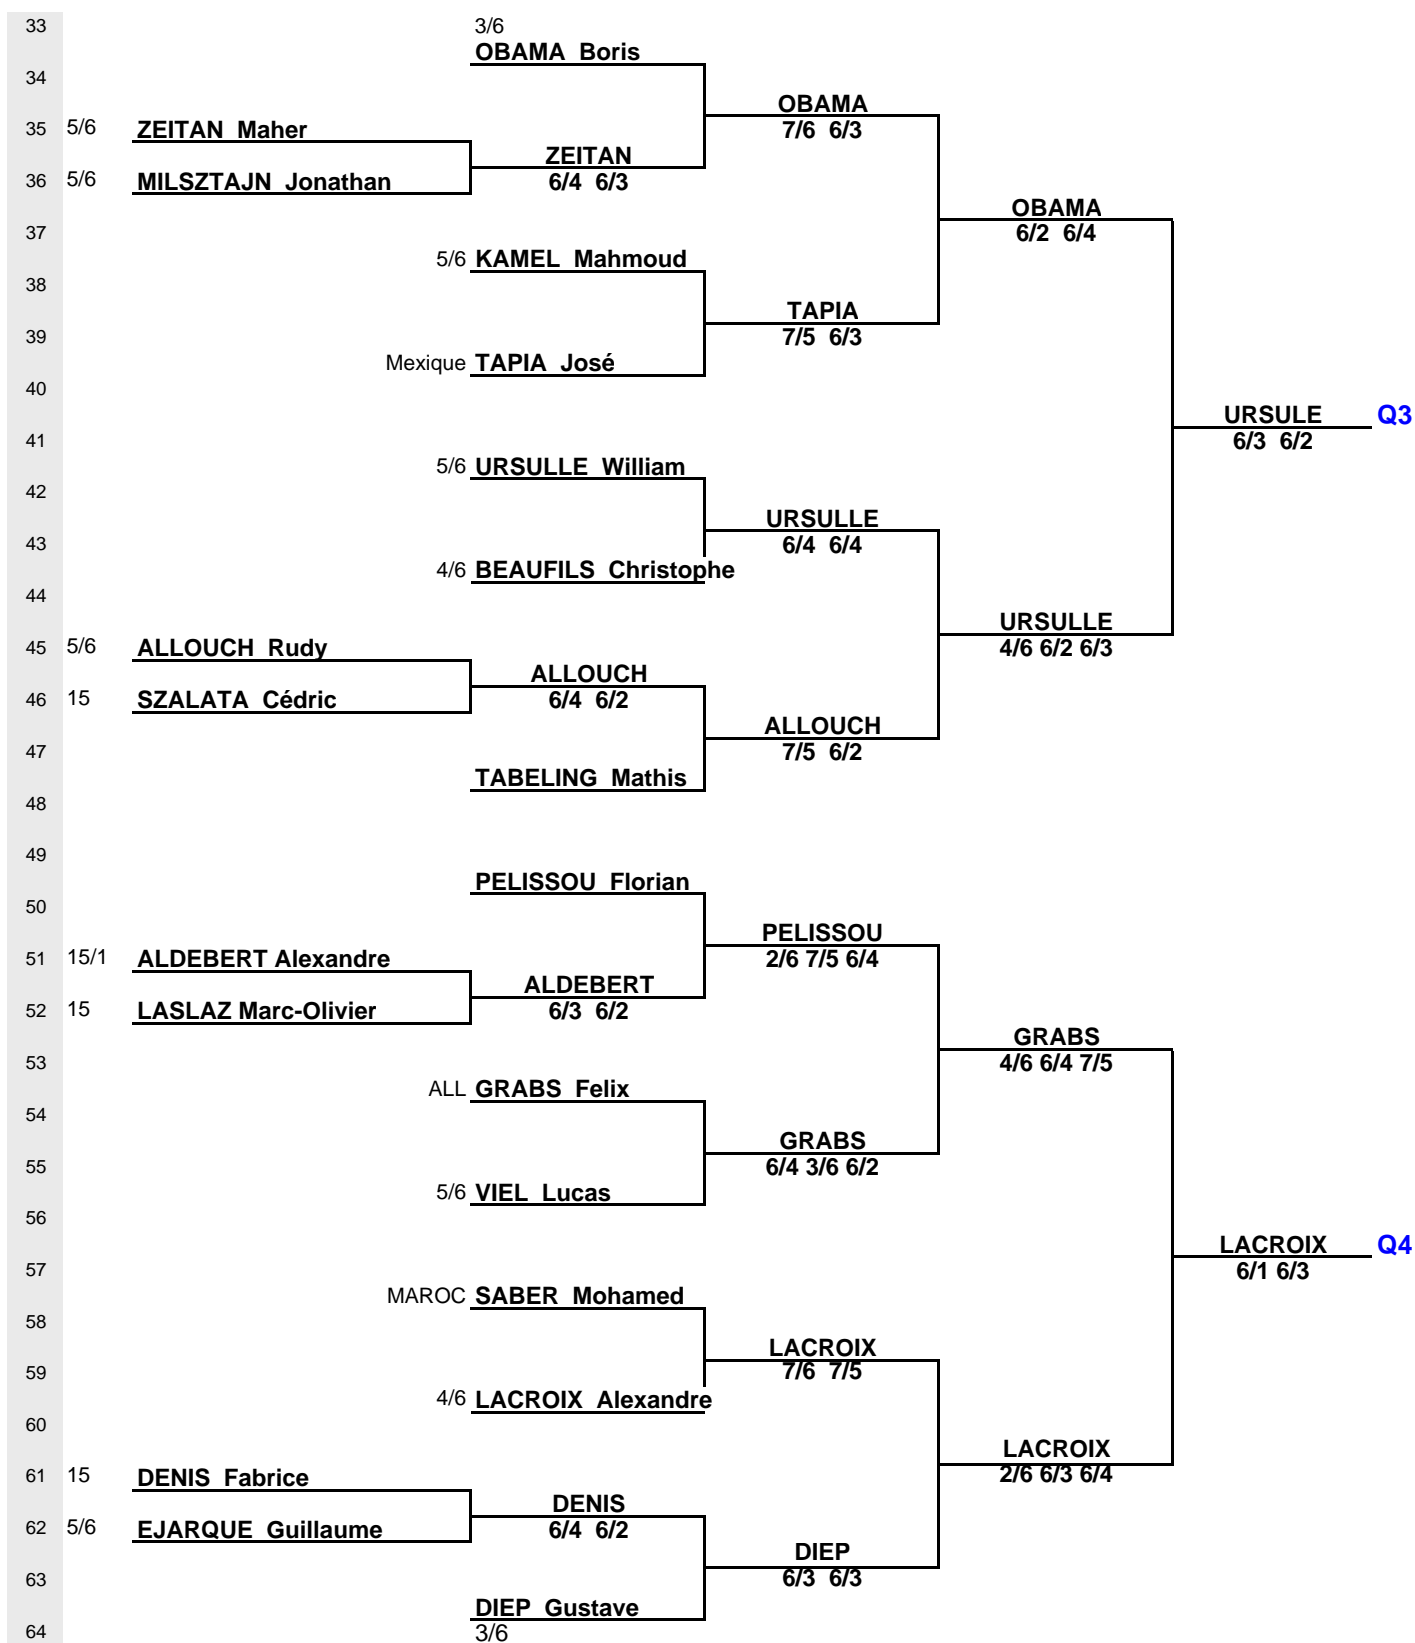 33 3/6
OBAMA Boris
34
OBAMA
35 5/6 ZEITAN Maher 7/6 6/3
ZEITAN
36 5/6 MILSZTAJN Jonathan 6/4 6/3
OBAMA
37 6/2 6/4
5/6 KAMEL Mahmoud
38
TAPIA
39 7/5 6/3
Mexique TAPIA José
40
URSULE Q3
41 6/3 6/2
5/6 URSULLE William
42
URSULLE
43 6/4 6/4
4/6 BEAUFILS Christophe
44
URSULLE
45 5/6 ALLOUCH Rudy 4/6 6/2 6/3
ALLOUCH
46 15 SZALATA Cédric 6/4 6/2
ALLOUCH
47 7/5 6/2
TABELING Mathis
48
49
PELISSOU Florian
50
PELISSOU
51 15/1 ALDEBERT Alexandre 2/6 7/5 6/4
ALDEBERT
52 15 LASLAZ Marc-Olivier 6/3 6/2
GRABS
53 4/6 6/4 7/5
ALL GRABS Felix
54
GRABS
55 6/4 3/6 6/2
5/6 VIEL Lucas
56
LACROIX Q4
57 6/1 6/3
MAROC SABER Mohamed
58
LACROIX
59 7/6 7/5
4/6 LACROIX Alexandre
60
LACROIX
61 15 DENIS Fabrice 2/6 6/3 6/4
DENIS
62 5/6 EJARQUE Guillaume 6/4 6/2
DIEP
63 6/3 6/3
DIEP Gustave
64 3/6